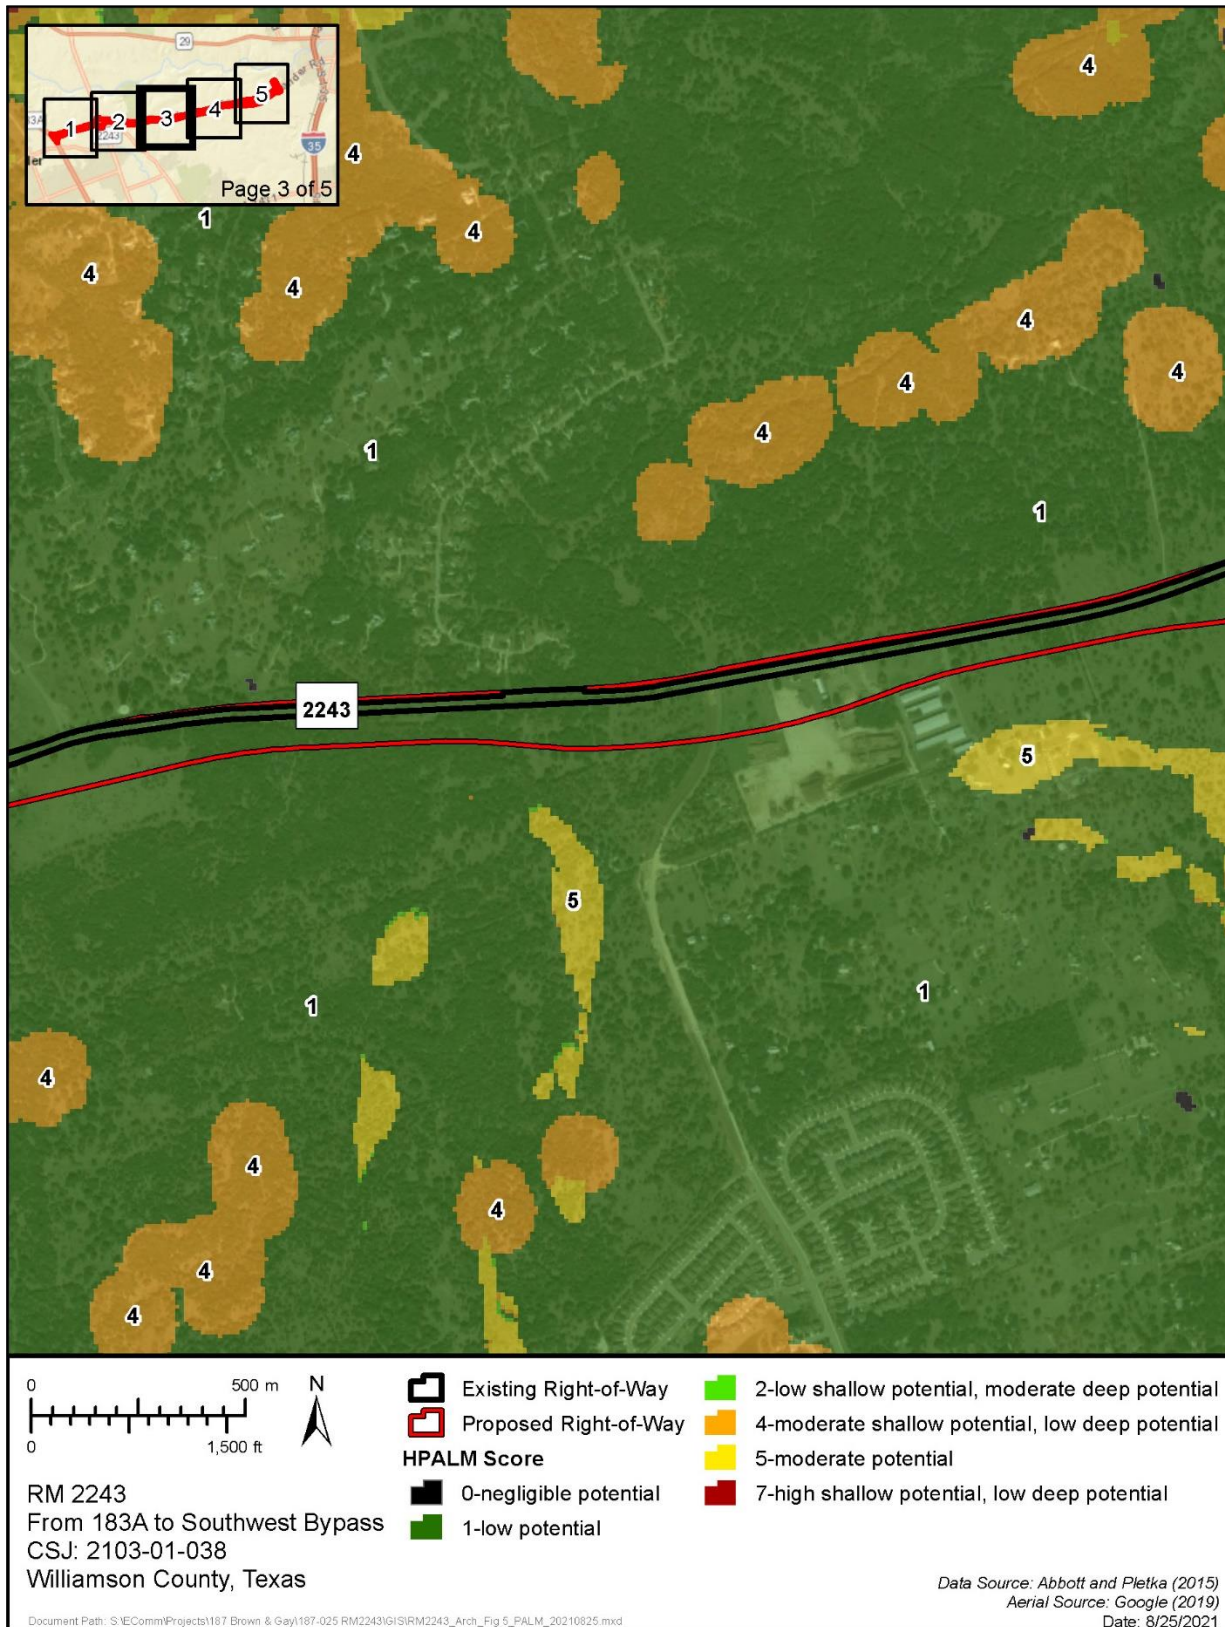 29
1
2
3
4
5
3A
2243
35
ler
nder Rd
Page 3 of 5
4
4
1
4
4
4
4
4
4
4
4
1
1
2243
5
5
1
1
4
4
4
4
4
0 500 m
0 1,500 ft
N
RM 2243
From 183A to Southwest Bypass
CSJ: 2103-01-038
Williamson County, Texas
Existing Right-of-Way
Proposed Right-of-Way
HPALM Score
0-negligible potential
1-low potential
2-low shallow potential, moderate deep potential
4-moderate shallow potential, low deep potential
5-moderate potential
7-high shallow potential, low deep potential
Data Source: Abbott and Pletka (2015)
Aerial Source: Google (2019)
Date: 8/25/2021
Document Path: S:\EComm\Projects\187 Brown & Gay\187-025 RM2243\GIS\RM2243_Arch_Fig 5_PALM_20210825.mxd